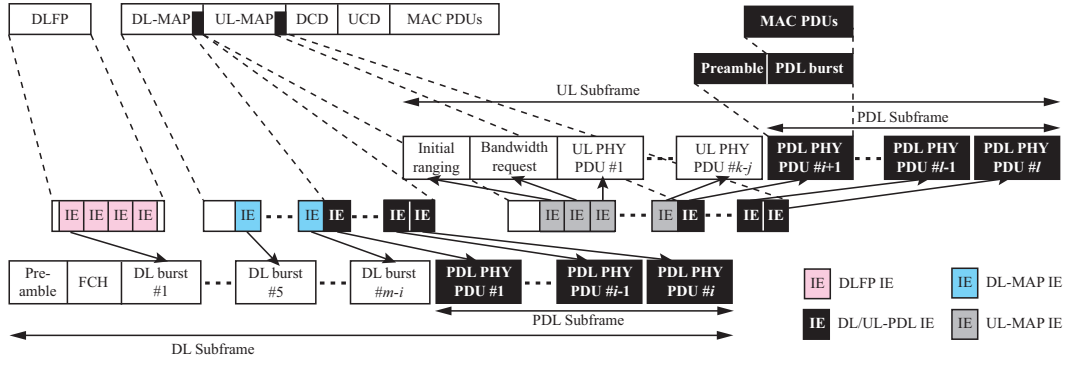 DLFP
DL-MAP UL-MAP DCD UCD MAC PDUs
MAC PDUs
Preamble PDL burst
UL Subframe
PDL Subframe
Initial
ranging
Bandwidth
request
UL PHY
PDU #1
UL PHY
PDU #k-j
PDL PHY
PDU #i+1
PDL PHY
PDU #l-1
PDL PHY
PDU #l
IE IE IE IE
IE
IE IE
IE IE
IE IE IE
IE IE
IE IE
Pre-
amble
FCH
DL burst
#1
DL burst
#5
DL burst
#m-i
PDL PHY
PDU #1
PDL PHY
PDU #i-1
PDL PHY
PDU #i
PDL Subframe
DL Subframe
IE DLFP IE
IE DL-MAP IE
IE DL/UL-PDL IE
IE UL-MAP IE